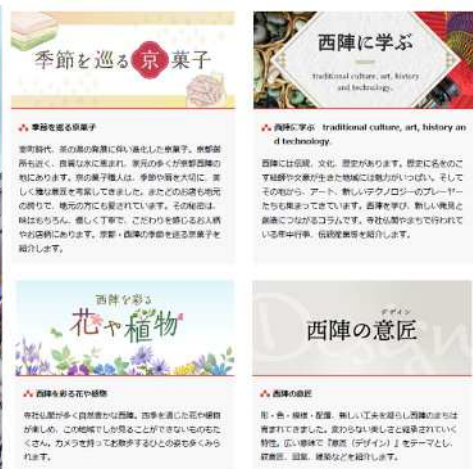 季節を巡る京菓子
季節を巡る京菓子
室町時代、茶の湯の発展に伴い進化した京菓子。京都御
所も近く、良質な水に恵まれ、家元の多くが京都西陣の
地にあります。京の菓子職人は、季節や暦を大切に、美
しく雅な意匠を考案してきました。またどのお店も地元
の誇りで、地元の方にも愛されています。その秘密は、
味はもちろん、優しく丁寧で、こだわりを感じるお人柄
やお店柄にあります。京都・西陣の季節を巡る京菓子を
紹介します。
西陣に学ぶ
traditional culture, art, history
and technology.
西陣に学ぶ　traditional culture, art, history an
d technology.
西陣には伝統、文化、歴史があります。歴史に名をのこ
す絵師や文豪が生きた地域には魅力がいっぱい。そして
その地から、アート、新しいテクノロジーのプレーヤー
たちも集まってきています。西陣を学び、新しい発見と
創造につながるコラムです。寺社仏閣やまちで行われて
いる年中行事、伝統産業等を紹介します。
西陣を彩る
花や植物
西陣を彩る花や植物
寺社仏閣が多く自然豊かな西陣。四季を通じた花や植物
が楽しめ、この地域でしか見ることができないものもた
くさん。カメラを持ってお散歩するひとの姿も多くみら
れます。
デザイン
西陣の意匠
Design
西陣の意匠
形・色・模様・配置、新しい工夫を凝らし西陣のまちは
育まれてきました。変わらない美しさと継承されていく
特性。広い意味で『意匠（デザイン）』をテーマとし、
図案、建築などを紹介します。